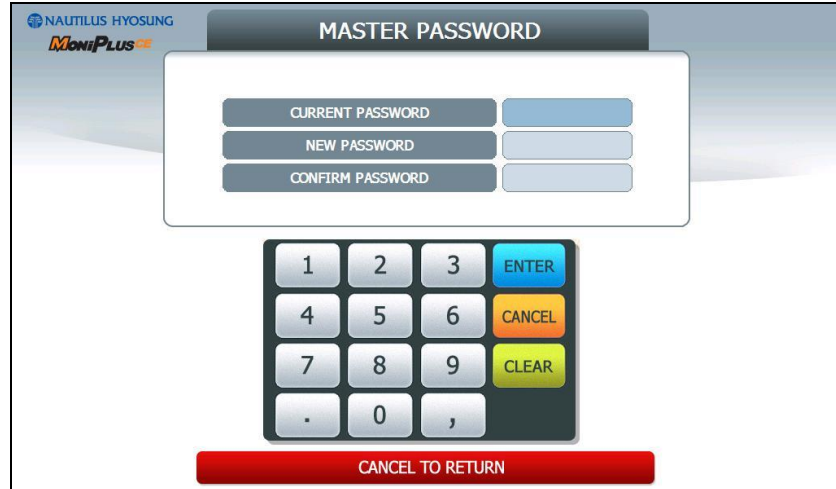 NAUTILUS HYOSUNG
MoniPlusCE
MASTER PASSWORD
CURRENT PASSWORD
NEW PASSWORD
CONFIRM PASSWORD
1 2 3 ENTER
4 5 6 CANCEL
7 8 9 CLEAR
. 0 ,
CANCEL TO RETURN